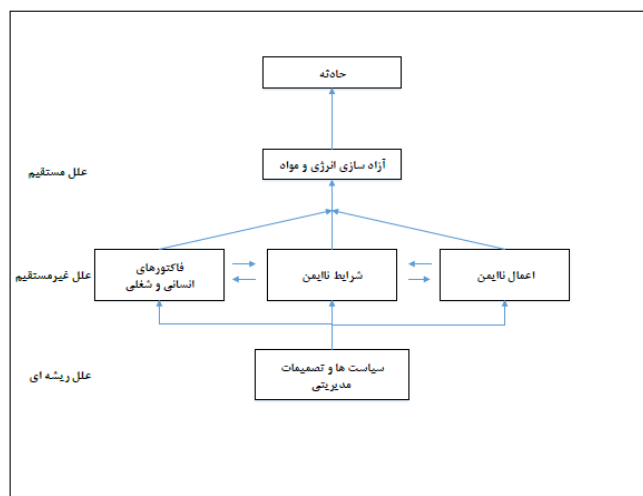 حادثه
آزاد سازی انرژی و مواد
علل مستقیم
اعمال ناایمن
شرایط ناایمن
فاکتورهای
انسانی و شغلی
علل غیرمستقیم
سیاست ها و تصمیمات
مدیریتی
علل ریشه ای